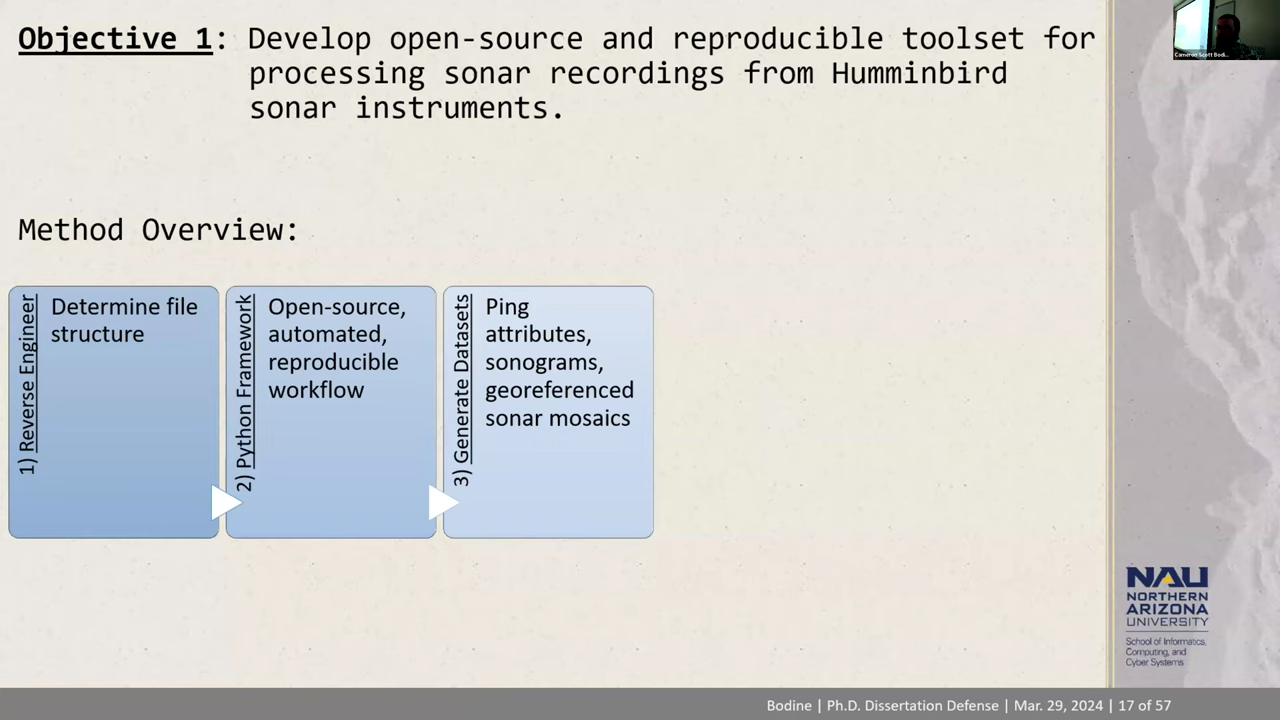 Objective 1: Develop open-source and reproducible toolset for
processing sonar recordings from Humminbird
sonar instruments.
Cameron Scott Bodi...
Method Overview:
1) Reverse Engineer
Determine file
structure
2) Python Framework
Open-source,
automated,
reproducible
workflow
3) Generate Datasets
Ping
attributes,
sonograms,
georeferenced
sonar mosaics
NAU
NORTHERN
ARIZONA
UNIVERSITY
School of Informatics,
Computing, and
Cyber Systems
Bodine | Ph.D. Dissertation Defense | Mar. 29, 2024 | 17 of 57